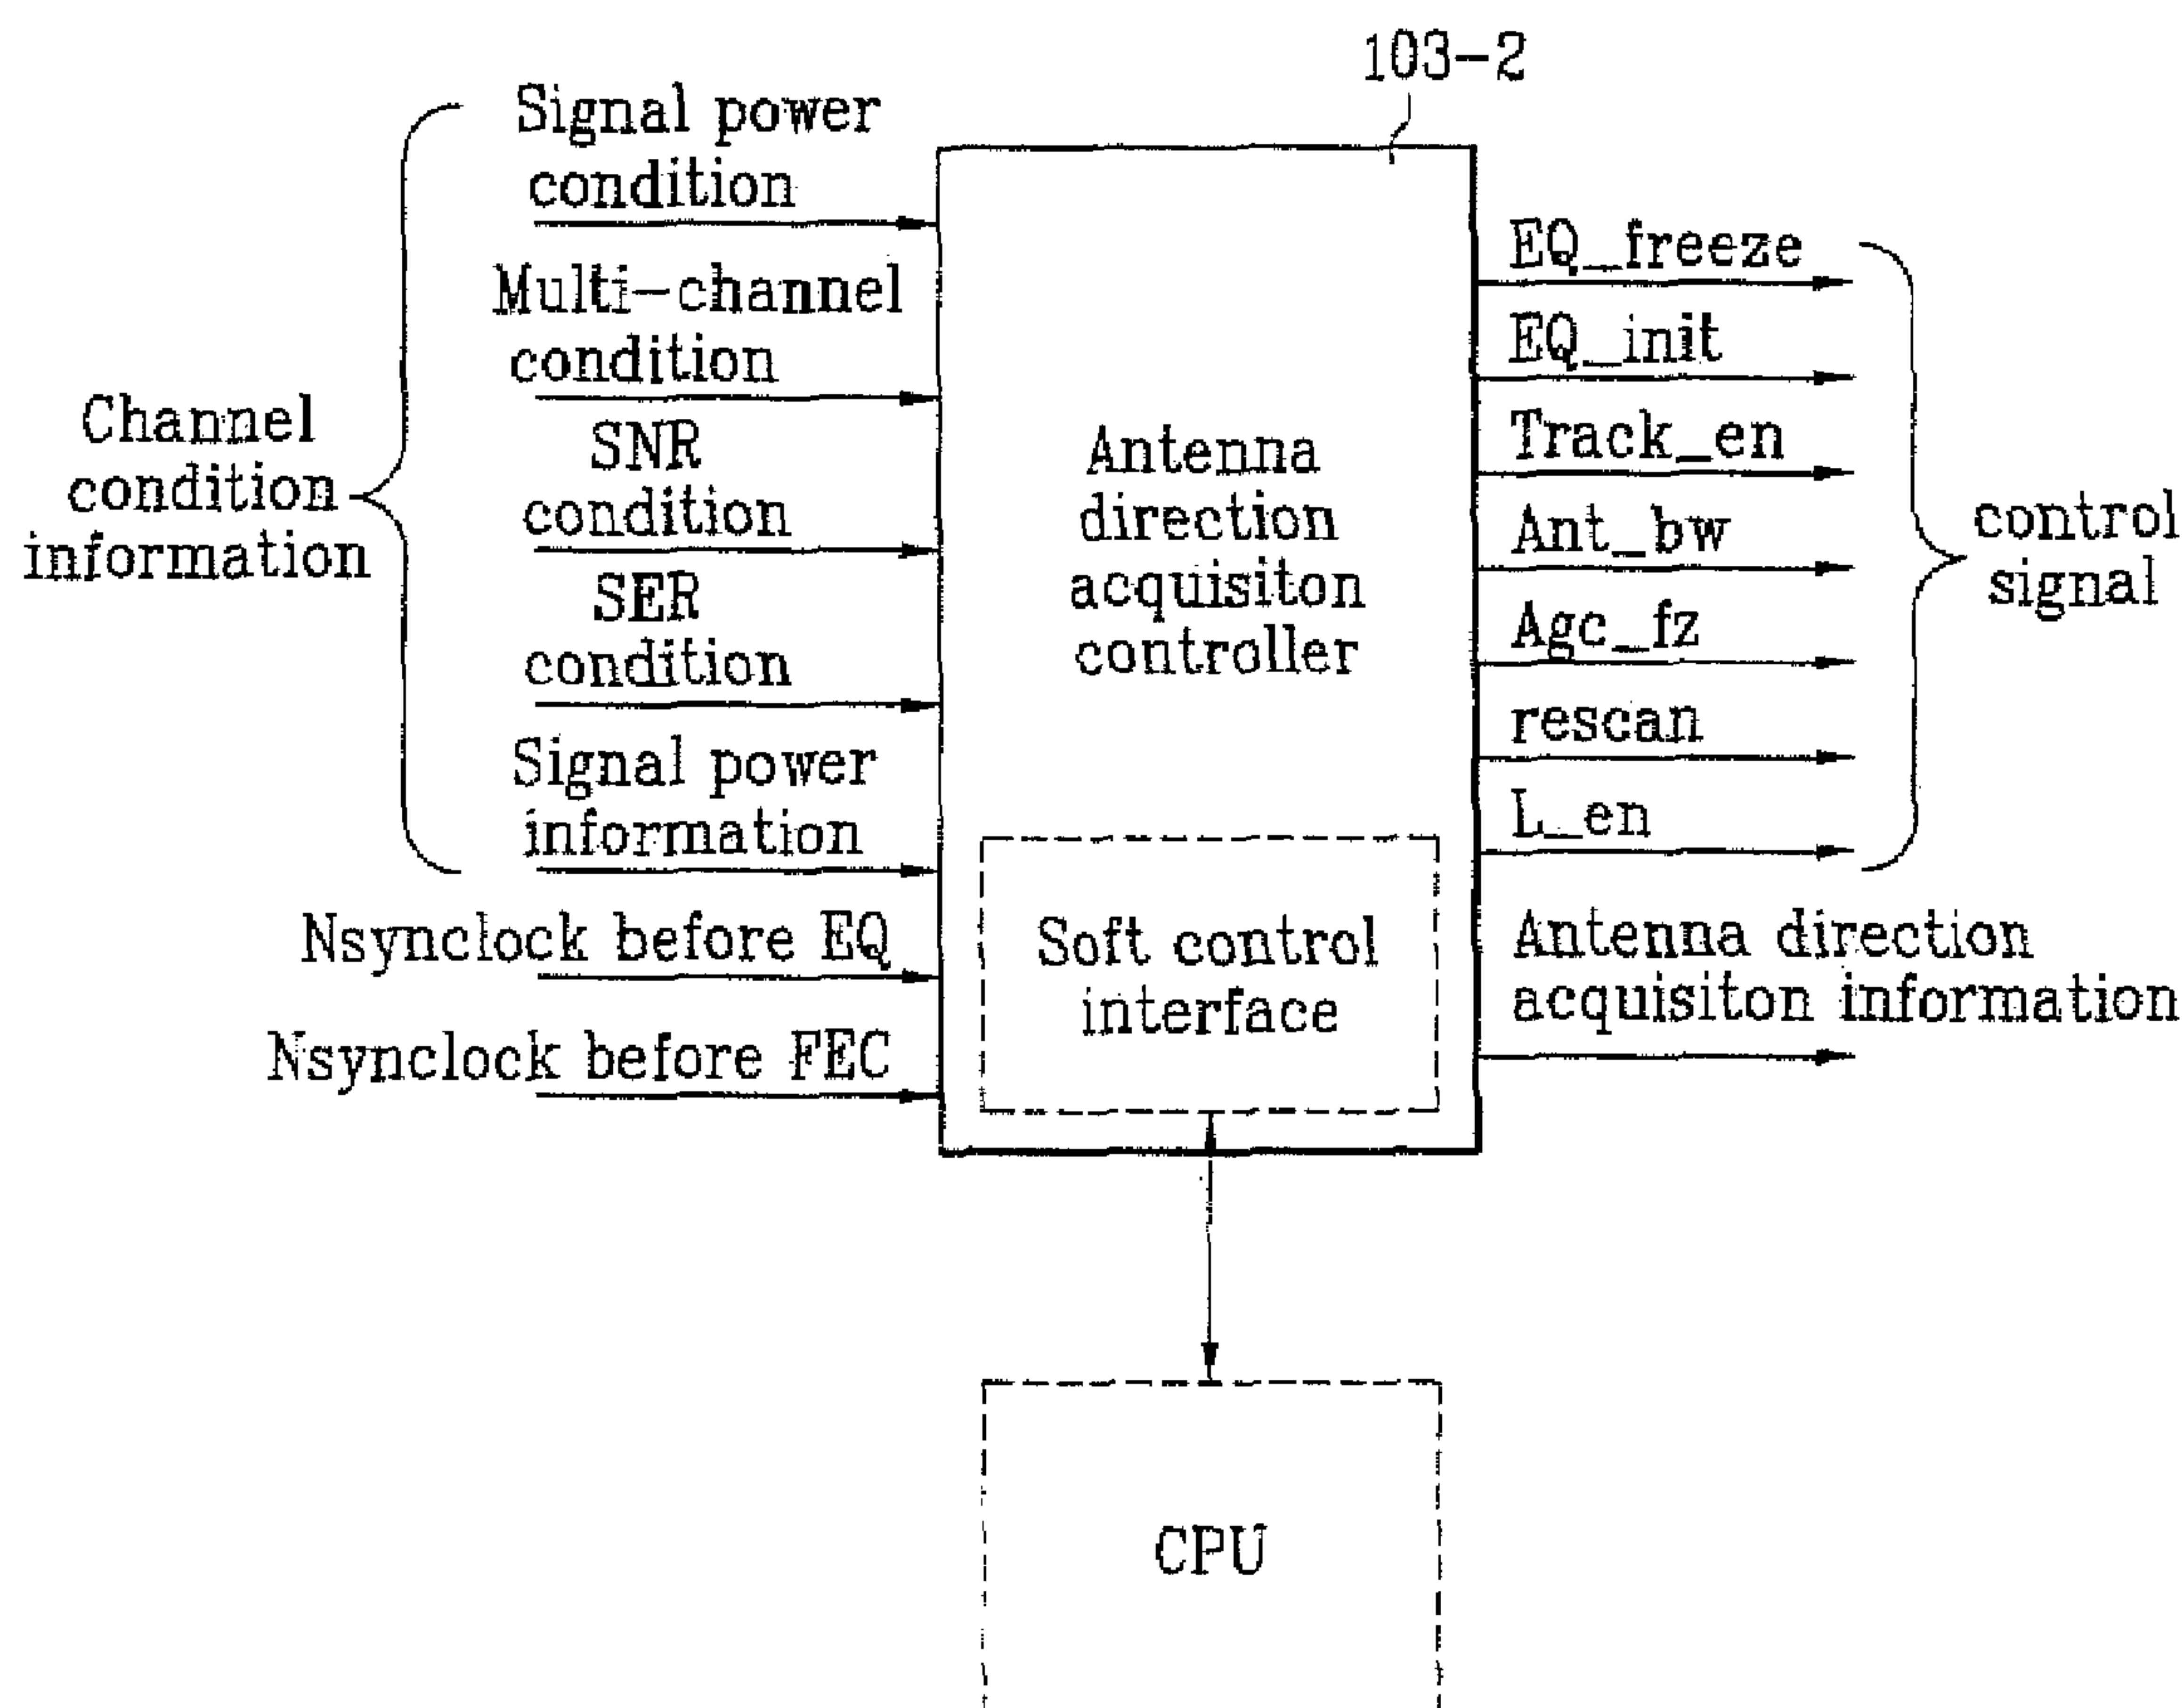 103-2
Signal power
condition
Multi-channel
condition
SNR
condition
SER
condition
Signal power
information
Channel
condition
information
Nsynclock before EQ
Nsynclock before FEC
Antenna
direction
acquisiton
controller
Soft control
interface
EQ_freeze
EQ_init
Track_en
Ant_bw
Agc_fz
rescan
L_en
control
signal
Antenna direction
acquisiton information
CPU